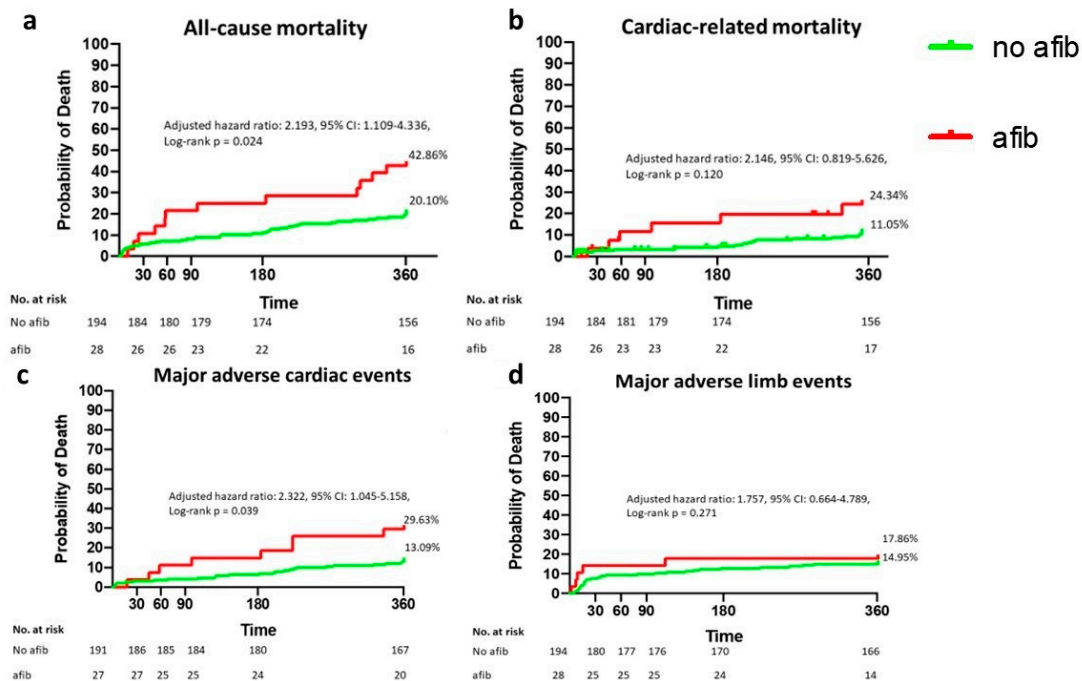 a
All-cause mortality
Probability of Death
100
90
80
70
60
50
40
30
20
10
0
Adjusted hazard ratio: 2.193, 95% CI: 1.109-4.336,
Log-rank p = 0.024
42.86%
20.10%
30 60 90 180 360
Time
No. at risk
No afib 194 184 180 179 174 156
afib 28 26 26 23 22 16
b
Cardiac-related mortality
Probability of Death
100
90
80
70
60
50
40
30
20
10
0
Adjusted hazard ratio: 2.146, 95% CI: 0.819-5.626,
Log-rank p = 0.120
24.34%
11.05%
30 60 90 180 360
Time
No. at risk
No afib 194 184 181 179 174 156
afib 28 26 23 23 22 17
no afib
afib
c
Major adverse cardiac events
Probability of Death
100
90
80
70
60
50
40
30
20
10
0
Adjusted hazard ratio: 2.322, 95% CI: 1.045-5.158,
Log-rank p = 0.039
29.63%
13.09%
30 60 90 180 360
Time
No. at risk
No afib 191 186 185 184 180 167
afib 27 27 25 25 24 20
d
Major adverse limb events
Probability of Death
100
90
80
70
60
50
40
30
20
10
0
Adjusted hazard ratio: 1.757, 95% CI: 0.664-4.789,
Log-rank p = 0.271
17.86%
14.95%
30 60 90 180 360
Time
No. at risk
No afib 194 180 177 176 170 166
afib 28 25 25 25 24 14